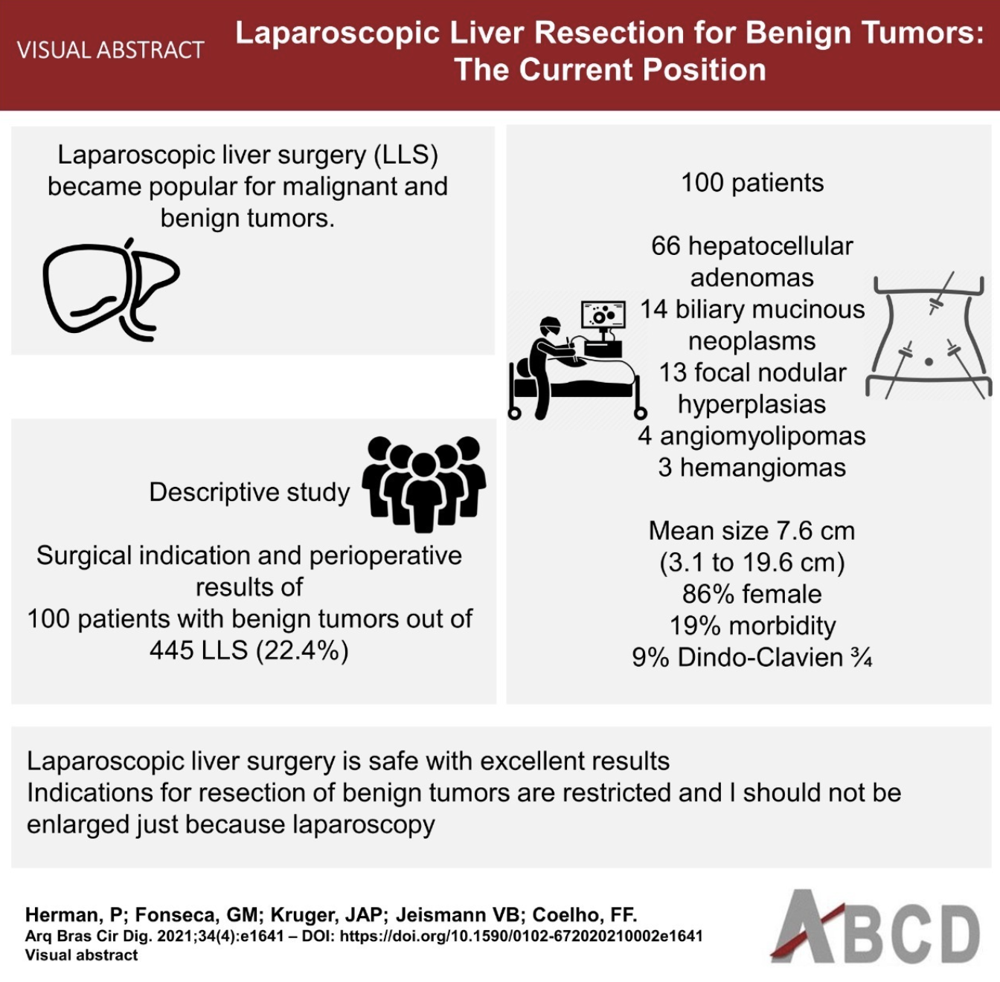 VISUAL ABSTRACT
Laparoscopic Liver Resection for Benign Tumors:
The Current Position
Laparoscopic liver surgery (LLS)
became popular for malignant and
benign tumors.
Descriptive study
Surgical indication and perioperative
results of
100 patients with benign tumors out of
445 LLS (22.4%)
100 patients
66 hepatocellular
adenomas
14 biliary mucinous
neoplasms
13 focal nodular
hyperplasias
4 angiomyolipomas
3 hemangiomas
Mean size 7.6 cm
(3.1 to 19.6 cm)
86% female
19% morbidity
9% Dindo-Clavien ¾
Laparoscopic liver surgery is safe with excellent results
Indications for resection of benign tumors are restricted and I should not be
enlarged just because laparoscopy
Herman, P; Fonseca, GM; Kruger, JAP; Jeismann VB; Coelho, FF.
Arq Bras Cir Dig. 2021;34(4):e1641 – DOI: https://doi.org/10.1590/0102-672020210002e1641
Visual abstract
ABCD